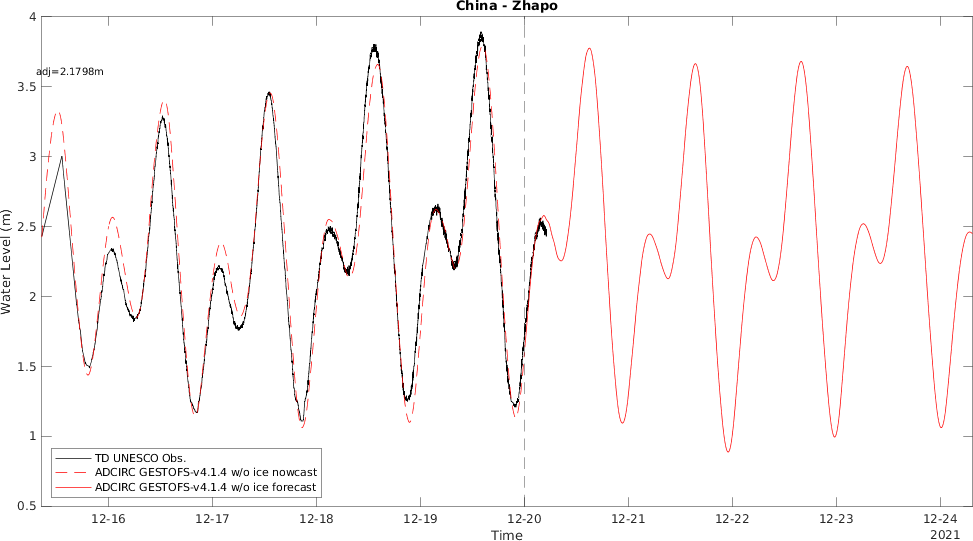 China - Zhapo
adj=2.1798m
Water Level (m)
4
3.5
3
2.5
2
1.5
1
0.5
TD UNESCO Obs.
ADCIRC GESTOFS-v4.1.4 w/o ice nowcast
ADCIRC GESTOFS-v4.1.4 w/o ice forecast
12-16 12-17 12-18 12-19 12-20 12-21 12-22 12-23 12-24
Time
2021